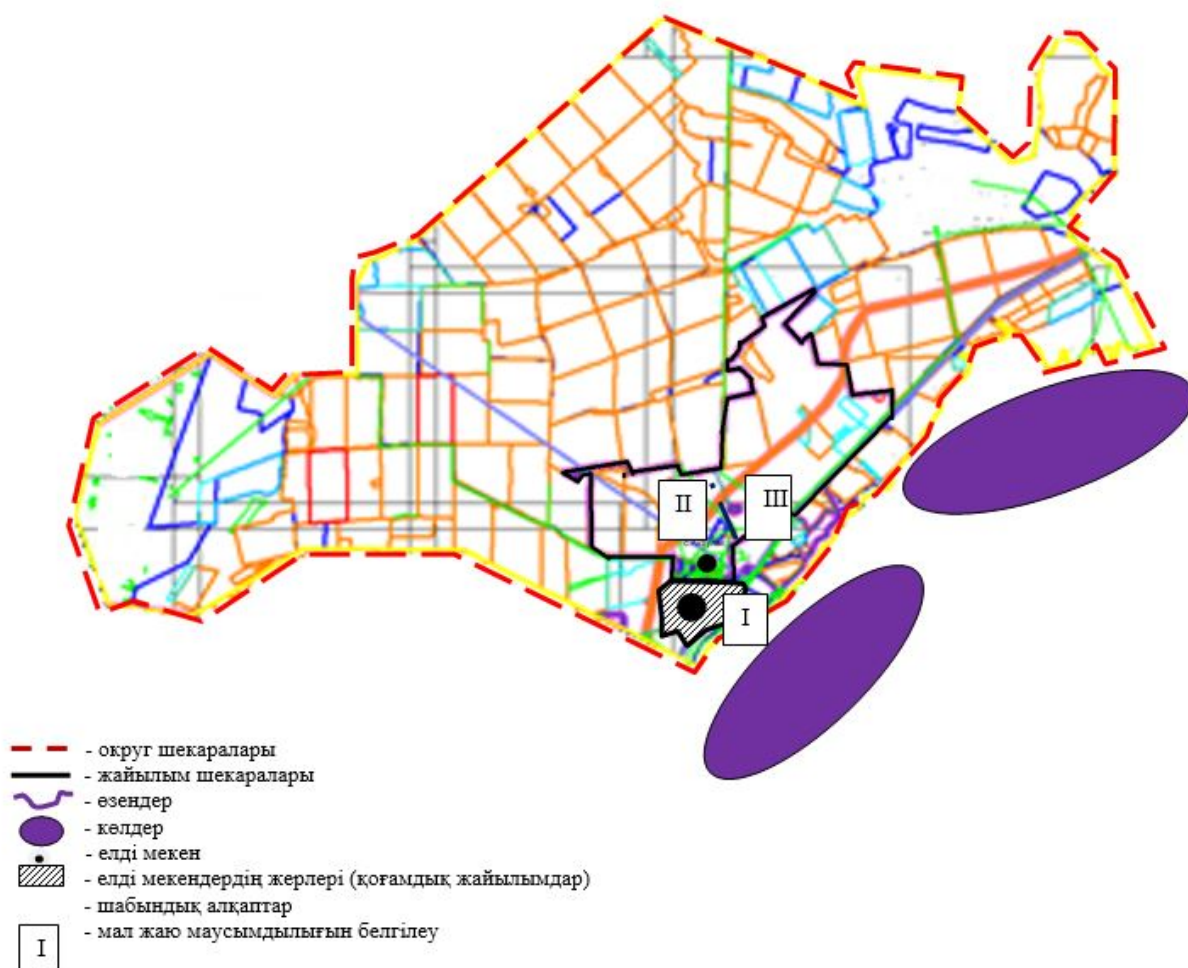 II
III
I
- округ шекаралары
- жайылым шекаралары
- өзендер
- көлдер
- елді мекен
- елді мекендердің жерлері (қоғамдық жайылымдар)
- шабындық алқаптар
- мал жаю маусымдылығын белгілеу
I